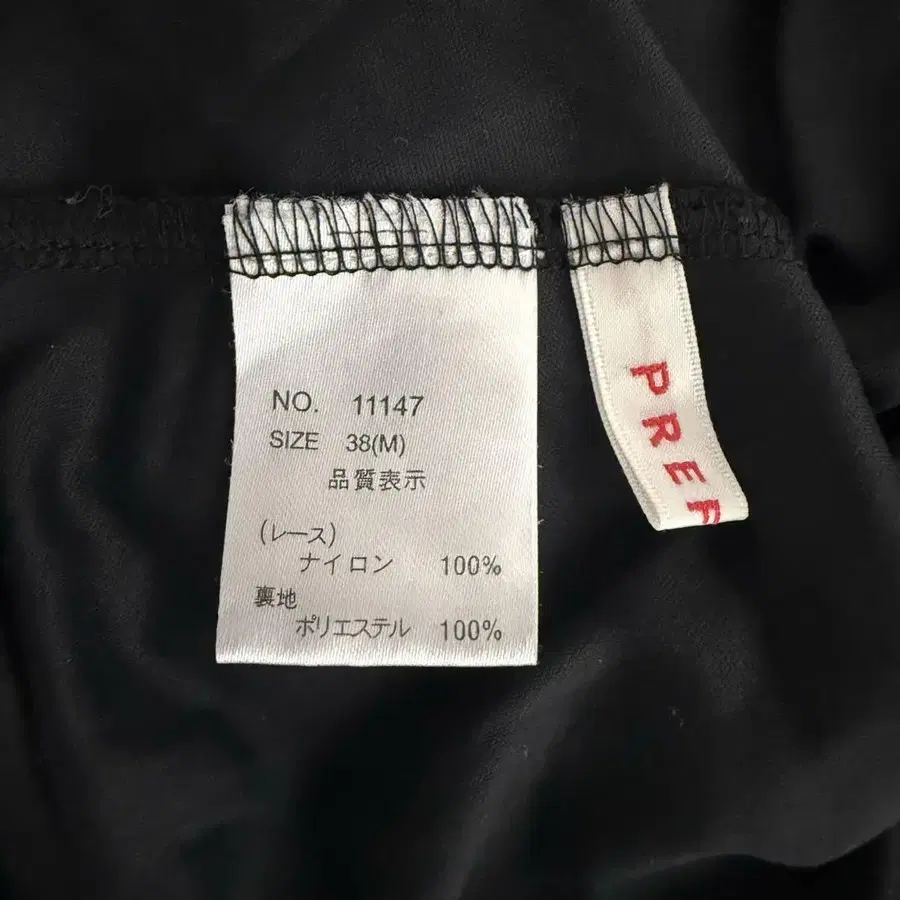 NO. 11147
SIZE 38(M)
品質表示
(レース)
ナイロン 100%
裏地
ポリエステル 100%
PREF